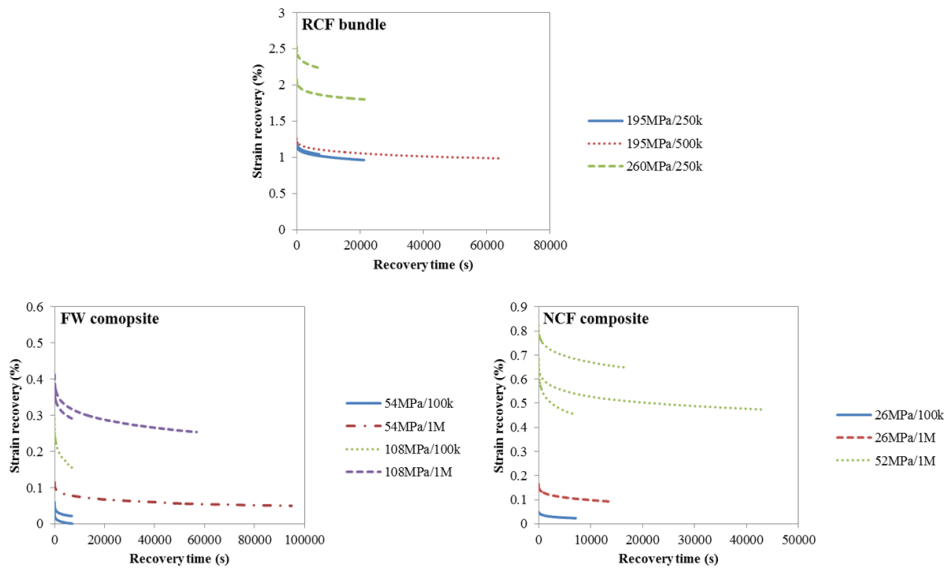 RCF bundle
Strain recovery (%)
3
2.5
2
1.5
1
0.5
0
0 20000 40000 60000 80000
Recovery time (s)
195MPa/250k
195MPa/500k
260MPa/250k
FW comopsite
Strain recovery (%)
0.6
0.5
0.4
0.3
0.2
0.1
0
0 20000 40000 60000 80000 100000
Recovery time (s)
54MPa/100k
54MPa/1M
108MPa/100k
108MPa/1M
NCF composite
Strain recovery (%)
0.9
0.8
0.7
0.6
0.5
0.4
0.3
0.2
0.1
0
0 10000 20000 30000 40000 50000
Recovery time (s)
26MPa/100k
26MPa/1M
52MPa/1M